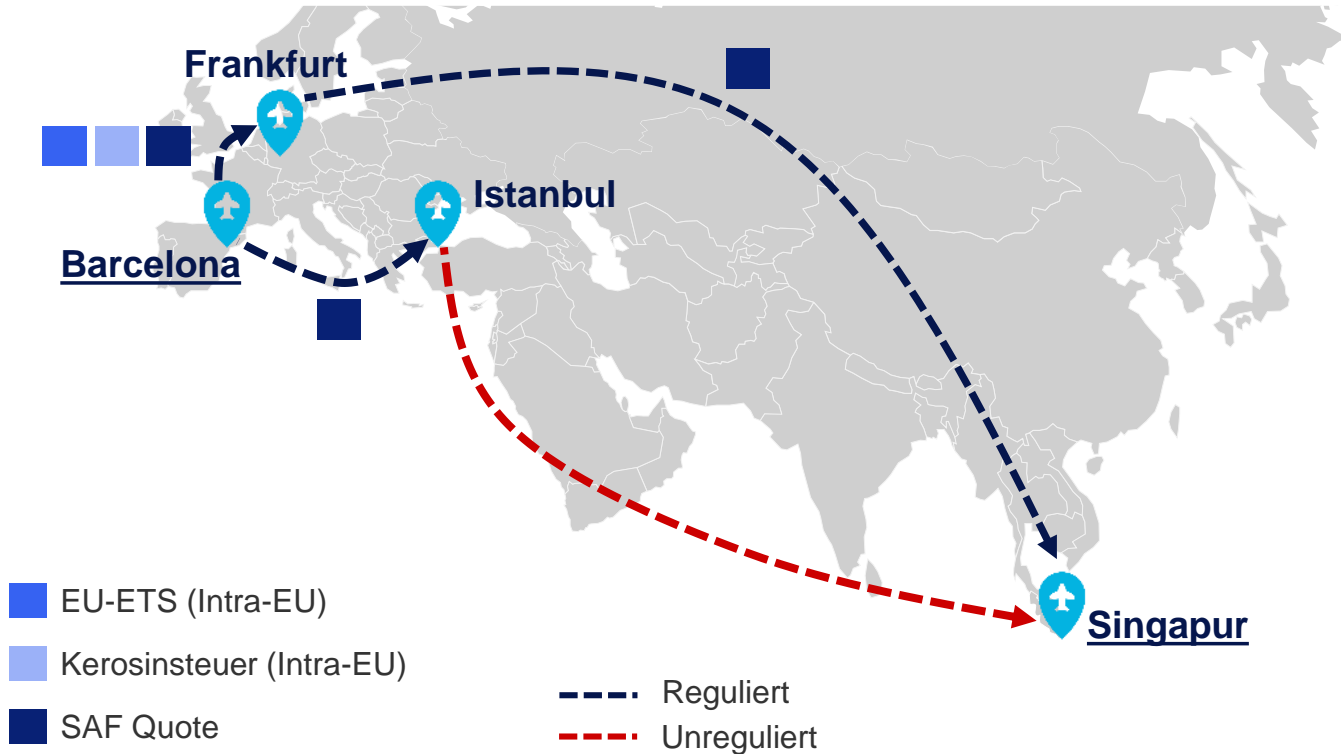 Frankfurt
Istanbul
Barcelona
Singapur
EU-ETS (Intra-EU)
Kerosinsteuer (Intra-EU)
SAF Quote
Reguliert
Unreguliert